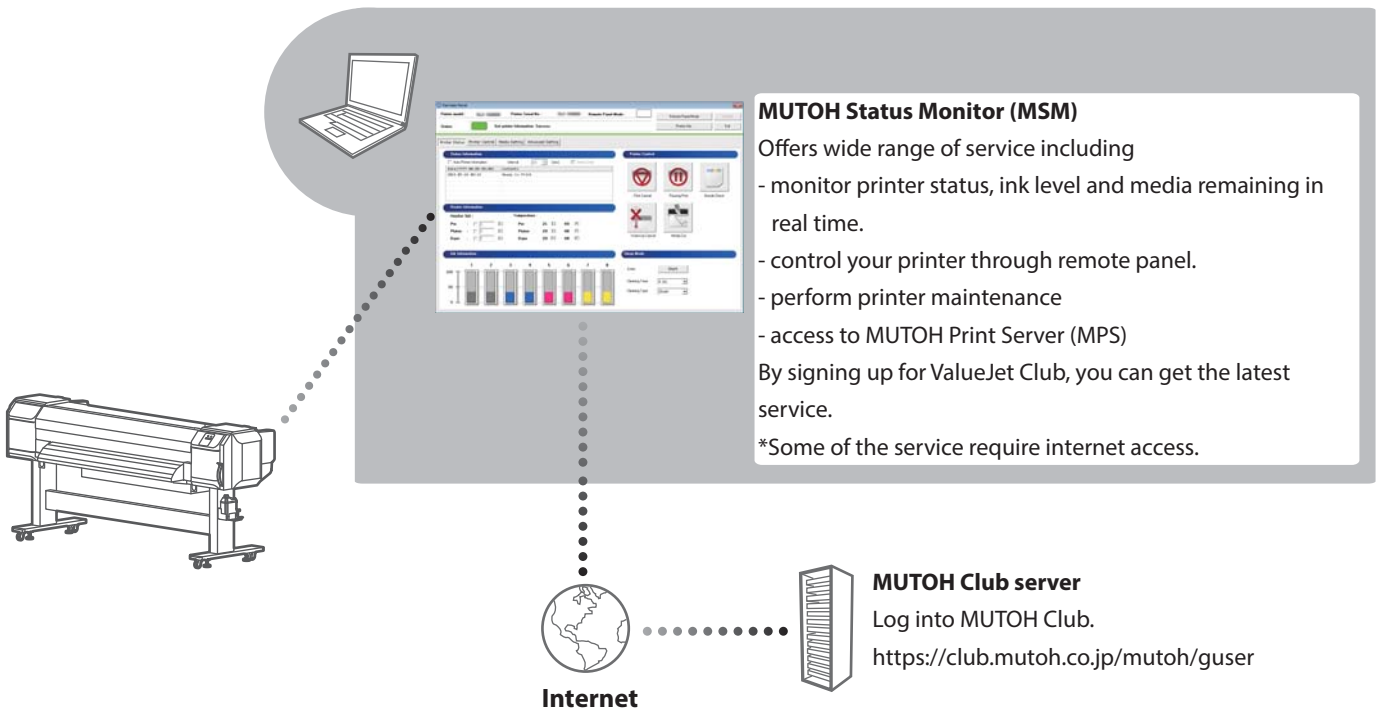 MUTOH Status Monitor (MSM)
Offers wide range of service including
- monitor printer status, ink level and media remaining in
real time.
- control your printer through remote panel.
- perform printer maintenance
- access to MUTOH Print Server (MPS)
By signing up for ValueJet Club, you can get the latest
service.
*Some of the service require internet access.
MUTOH Club server
Log into MUTOH Club.
https://club.mutoh.co.jp/mutoh/guser
Internet